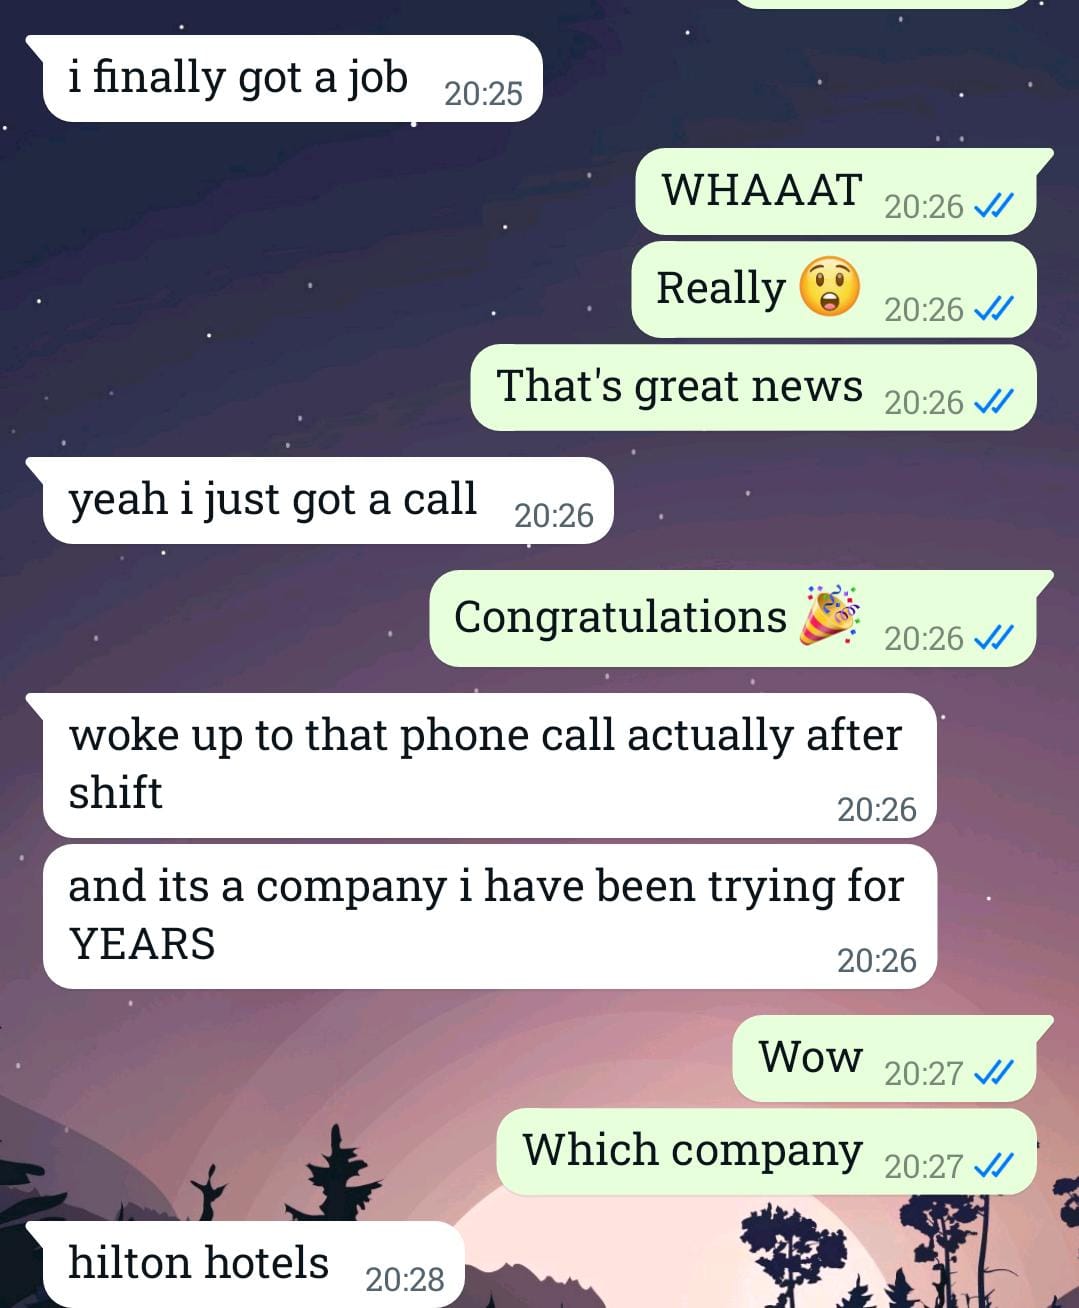 i finally got a job 20:25
WHAAAT 20:26
Really 😲 20:26
That's great news 20:26
yeah i just got a call 20:26
Congratulations 🎉 20:26
woke up to that phone call actually after
shift 20:26
and its a company i have been trying for
YEARS 20:26
Wow 20:27
Which company 20:27
hilton hotels 20:28